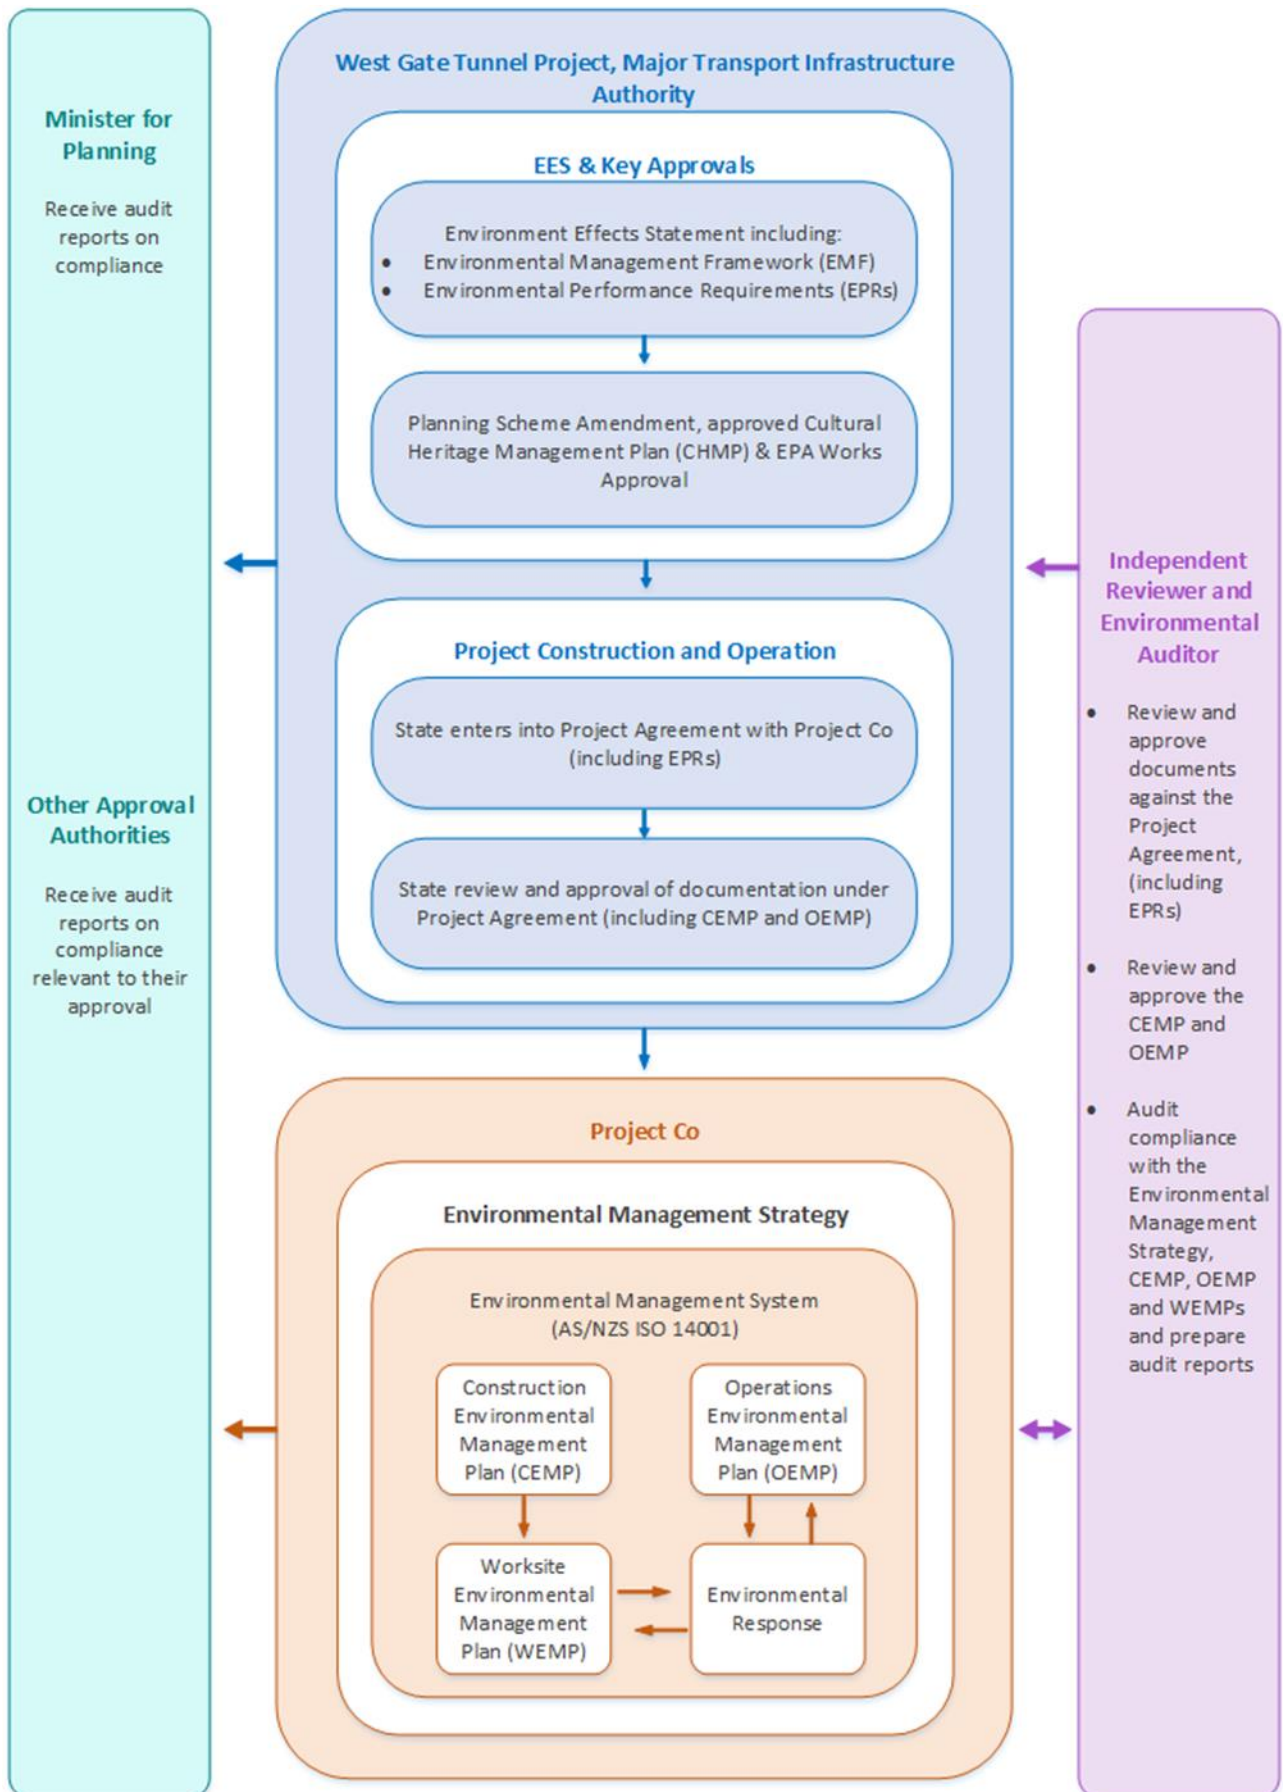 Minister for
Planning
Receive audit
reports on
compliance
Other Approval
Authorities
Receive audit
reports on
compliance
relevant to their
approval
West Gate Tunnel Project, Major Transport Infrastructure
Authority
EES & Key Approvals
Environment Effects Statement including:
• Environmental Management Framework (EMF)
• Environmental Performance Requirements (EPRs)
Planning Scheme Amendment, approved Cultural
Heritage Management Plan (CHMP) & EPA Works
Approval
Project Construction and Operation
State enters into Project Agreement with Project Co
(including EPRs)
State review and approval of documentation under
Project Agreement (including CEMP and OEMP)
Project Co
Environmental Management Strategy
Environmental Management System
(AS/NZS ISO 14001)
Construction
Environmental
Management
Plan (CEMP)
Operations
Environmental
Management
Plan (OEMP)
Worksite
Environmental
Management
Plan (WEMP)
Environmental
Response
Independent
Reviewer and
Environmental
Auditor
• Review and
approve
documents
against the
Project
Agreement,
(including
EPRs)
• Review and
approve the
CEMP and
OEMP
• Audit
compliance
with the
Environmental
Management
Strategy,
CEMP, OEMP
and WEMPs
and prepare
audit reports